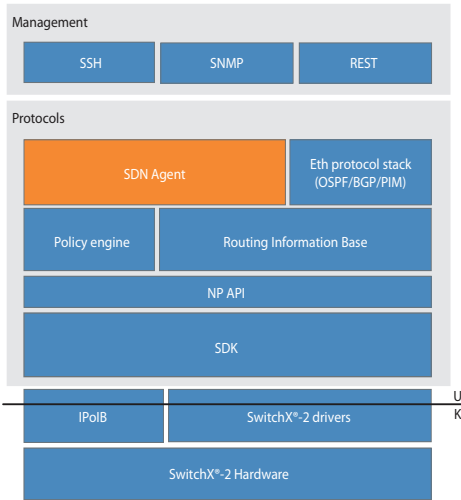 Management
SSH
SNMP
REST
Protocols
SDN Agent
Eth protocol stack
(OSPF/BGP/PIM)
Policy engine
Routing Information Base
NP API
SDK
U
K
IPoIB
SwitchX®-2 drivers
SwitchX®-2 Hardware